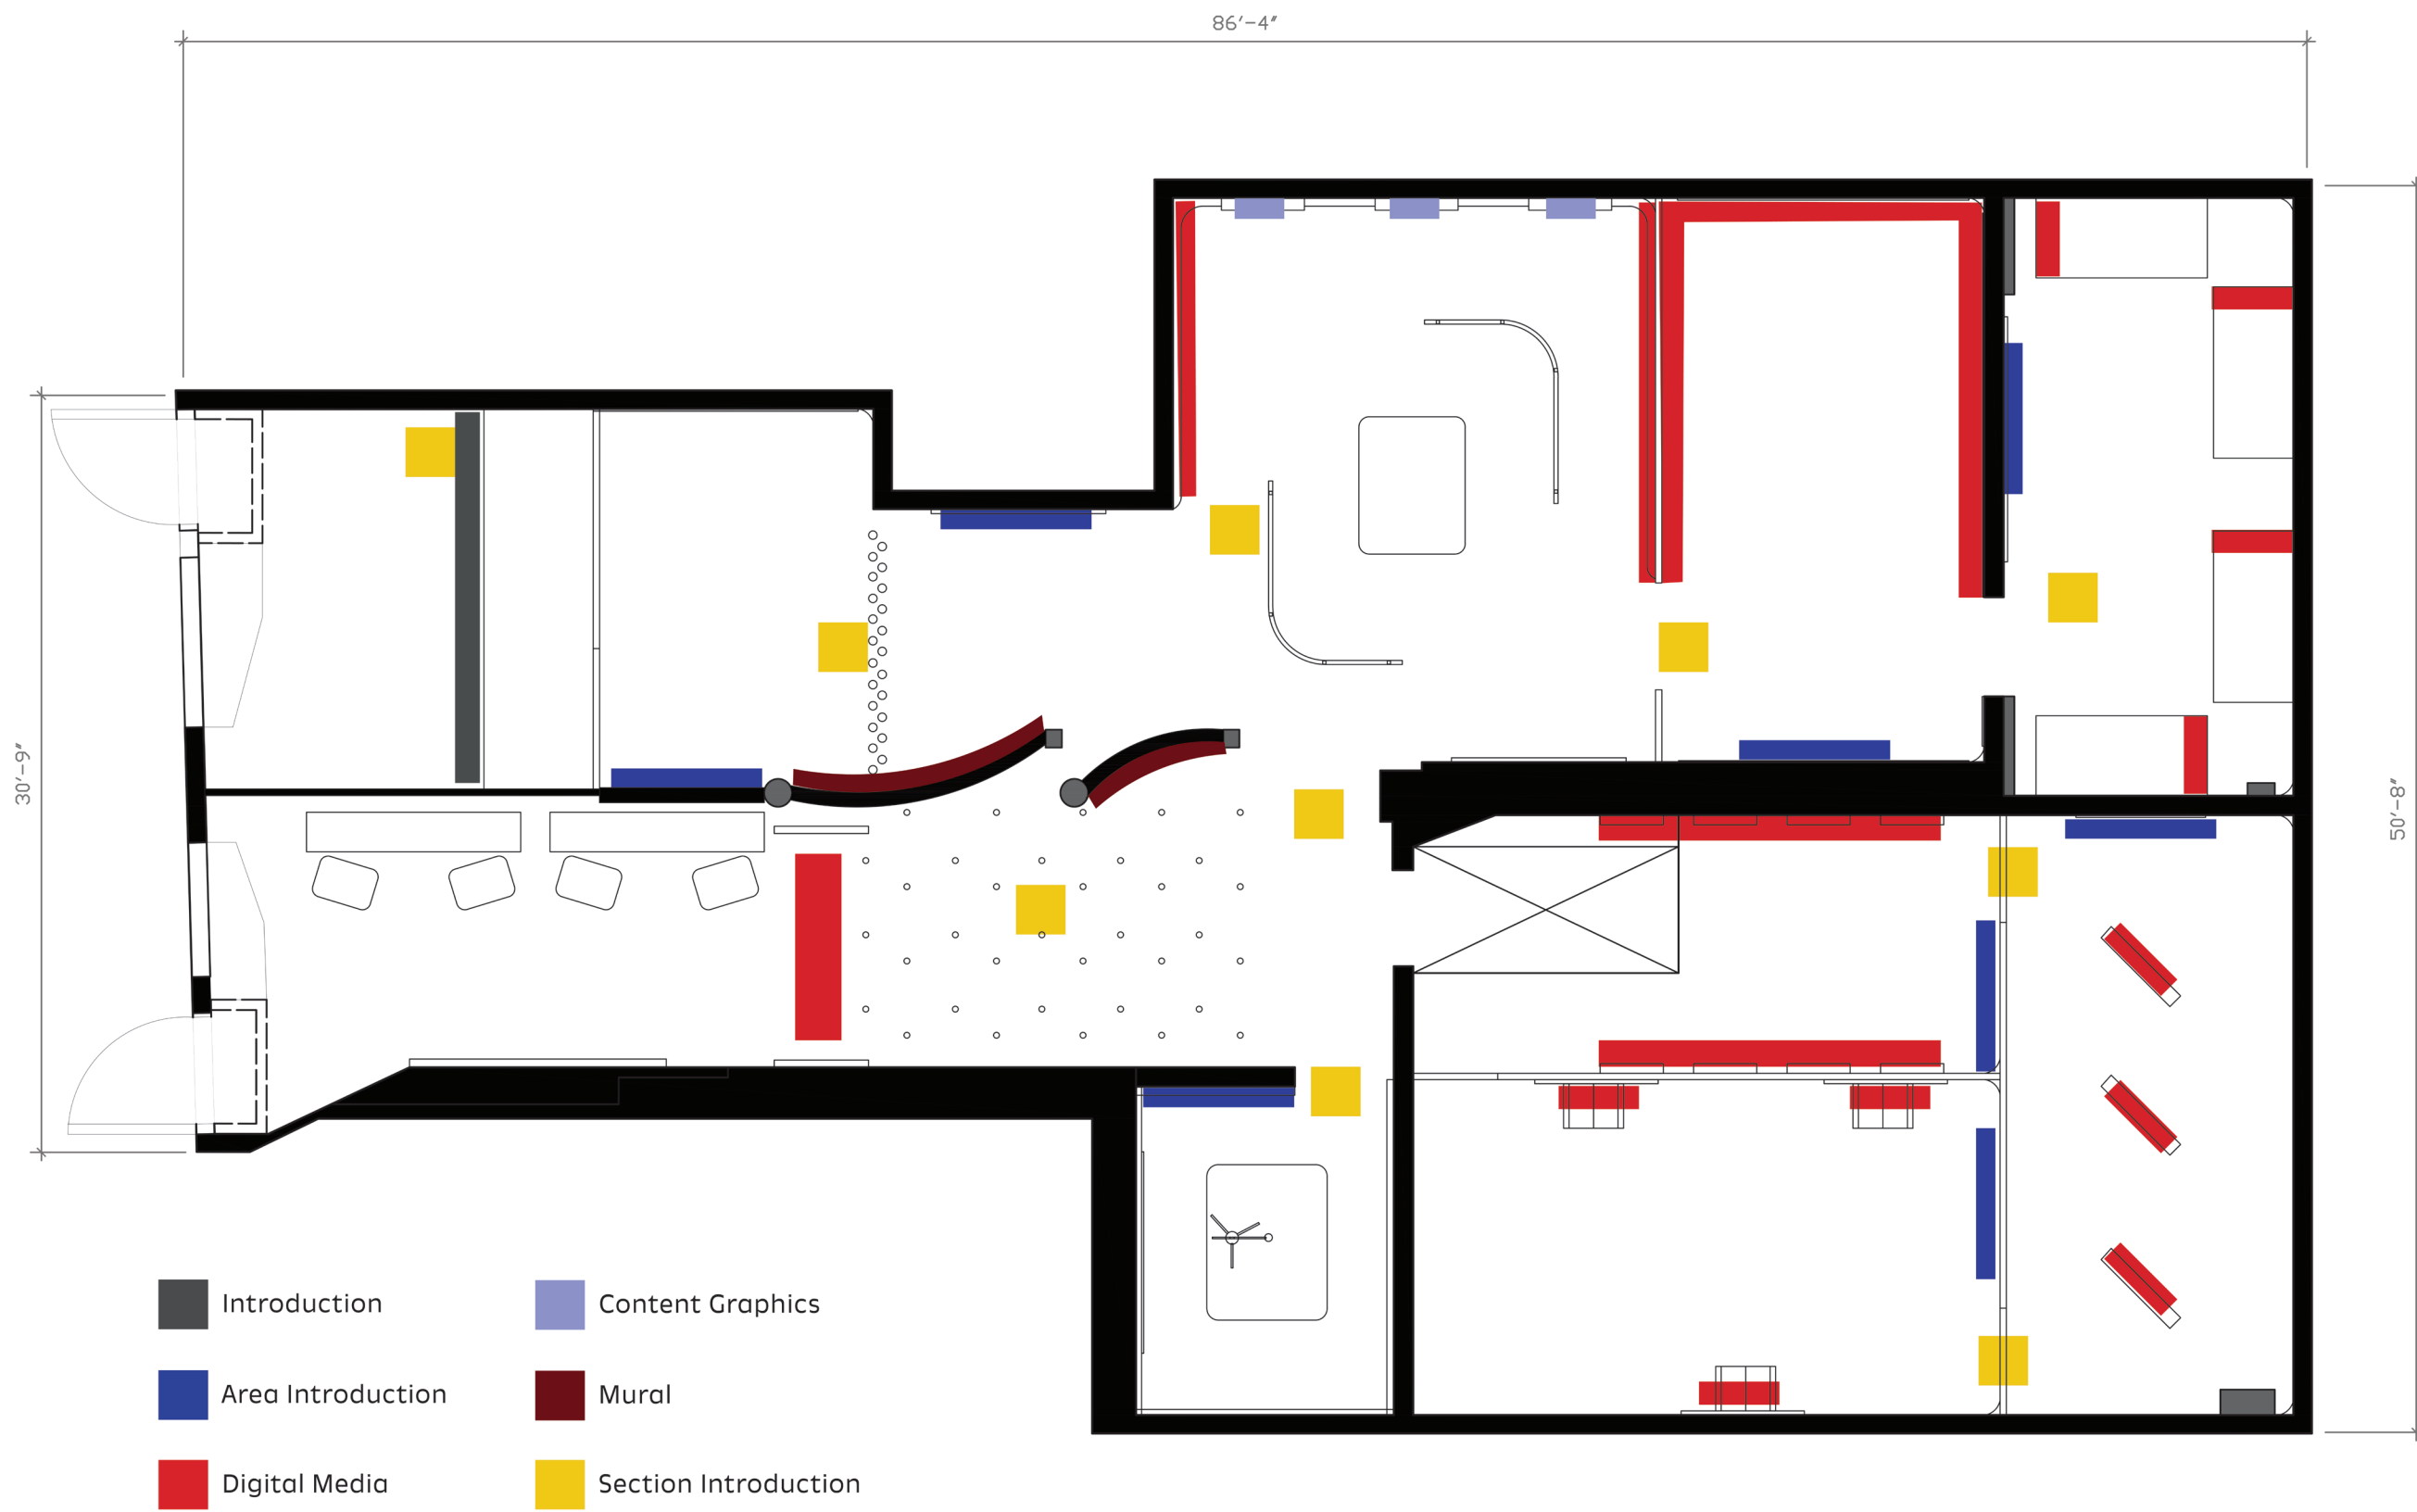 86'-4"
30'-9"
50'-8"
Introduction
Content Graphics
Area Introduction
Mural
Digital Media
Section Introduction